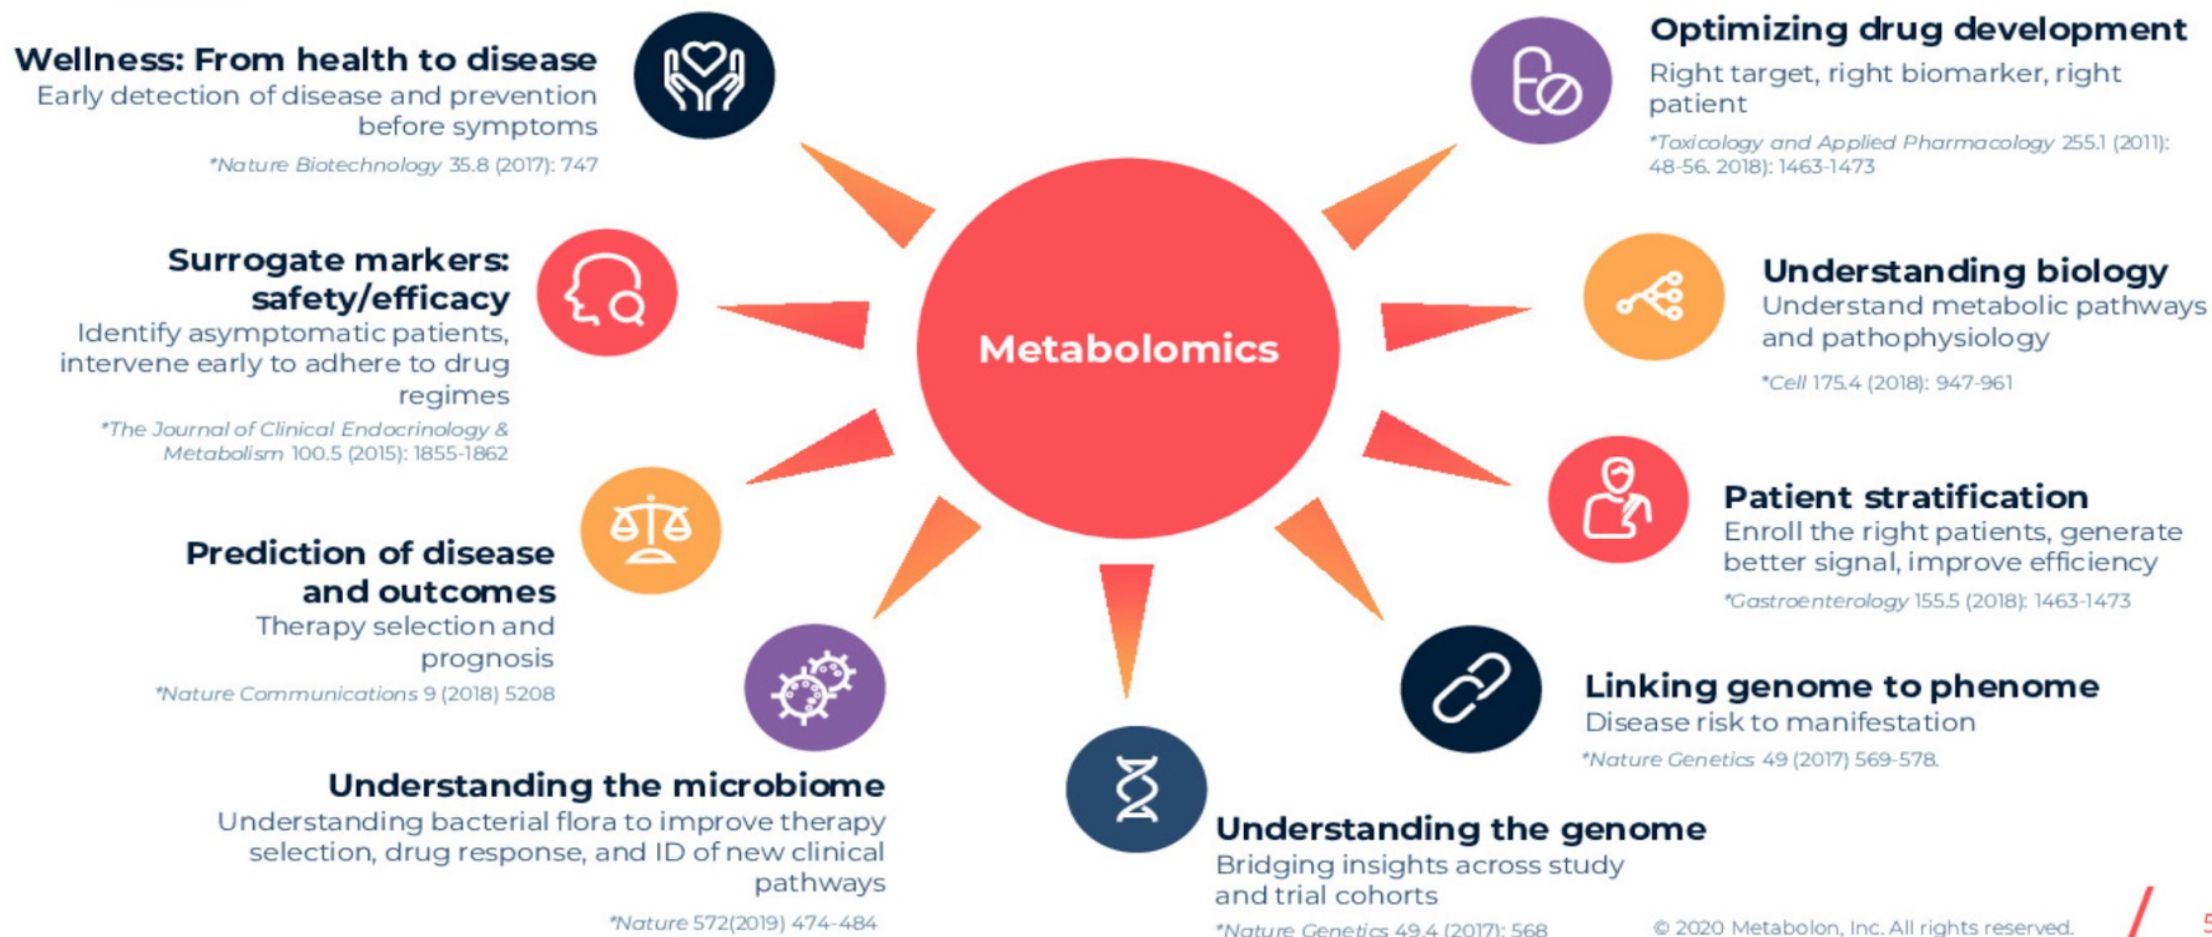 Wellness: From health to disease
Early detection of disease and prevention
before symptoms
*Nature Biotechnology 35.8 (2017): 747
Surrogate markers:
safety/efficacy
Identify asymptomatic patients,
intervene early to adhere to drug
regimes
*The Journal of Clinical Endocrinology &
Metabolism 100.5 (2015): 1855-1862
Prediction of disease
and outcomes
Therapy selection and
prognosis
*Nature Communications 9 (2018) 5208
Understanding the microbiome
Understanding bacterial flora to improve therapy
selection, drug response, and ID of new clinical
pathways
*Nature 572(2019) 474-484
Metabolomics
Optimizing drug development
Right target, right biomarker, right
patient
*Toxicology and Applied Pharmacology 255.1 (2011):
48-56. 2018): 1463-1473
Understanding biology
Understand metabolic pathways
and pathophysiology
*Cell 175.4 (2018): 947-961
Patient stratification
Enroll the right patients, generate
better signal, improve efficiency
*Gastroenterology 155.5 (2018): 1463-1473
Linking genome to phenome
Disease risk to manifestation
*Nature Genetics 49 (2017) 569-578.
Understanding the genome
Bridging insights across study
and trial cohorts
*Nature Genetics 49.4 (2017): 568
© 2020 Metabolon, Inc. All rights reserved.